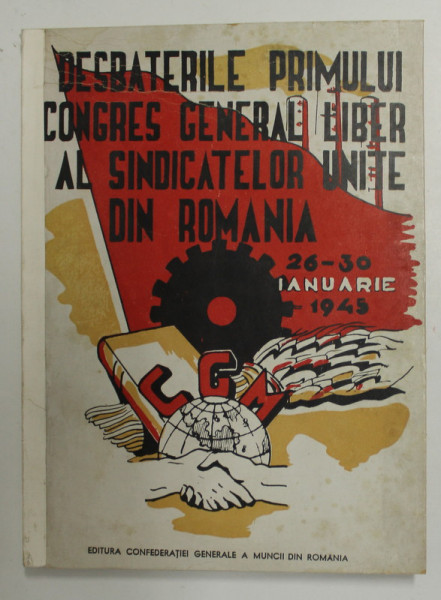 DESBATERILE PRIMULUI
CONGRES GENERAL LIBER
AL SINDICATELOR UNITE
DIN ROMANIA
26-30
IANUARIE
1945
CGM
EDITURA CONFEDERAȚIEI GENERALE A MUNCII DIN ROMÂNIA